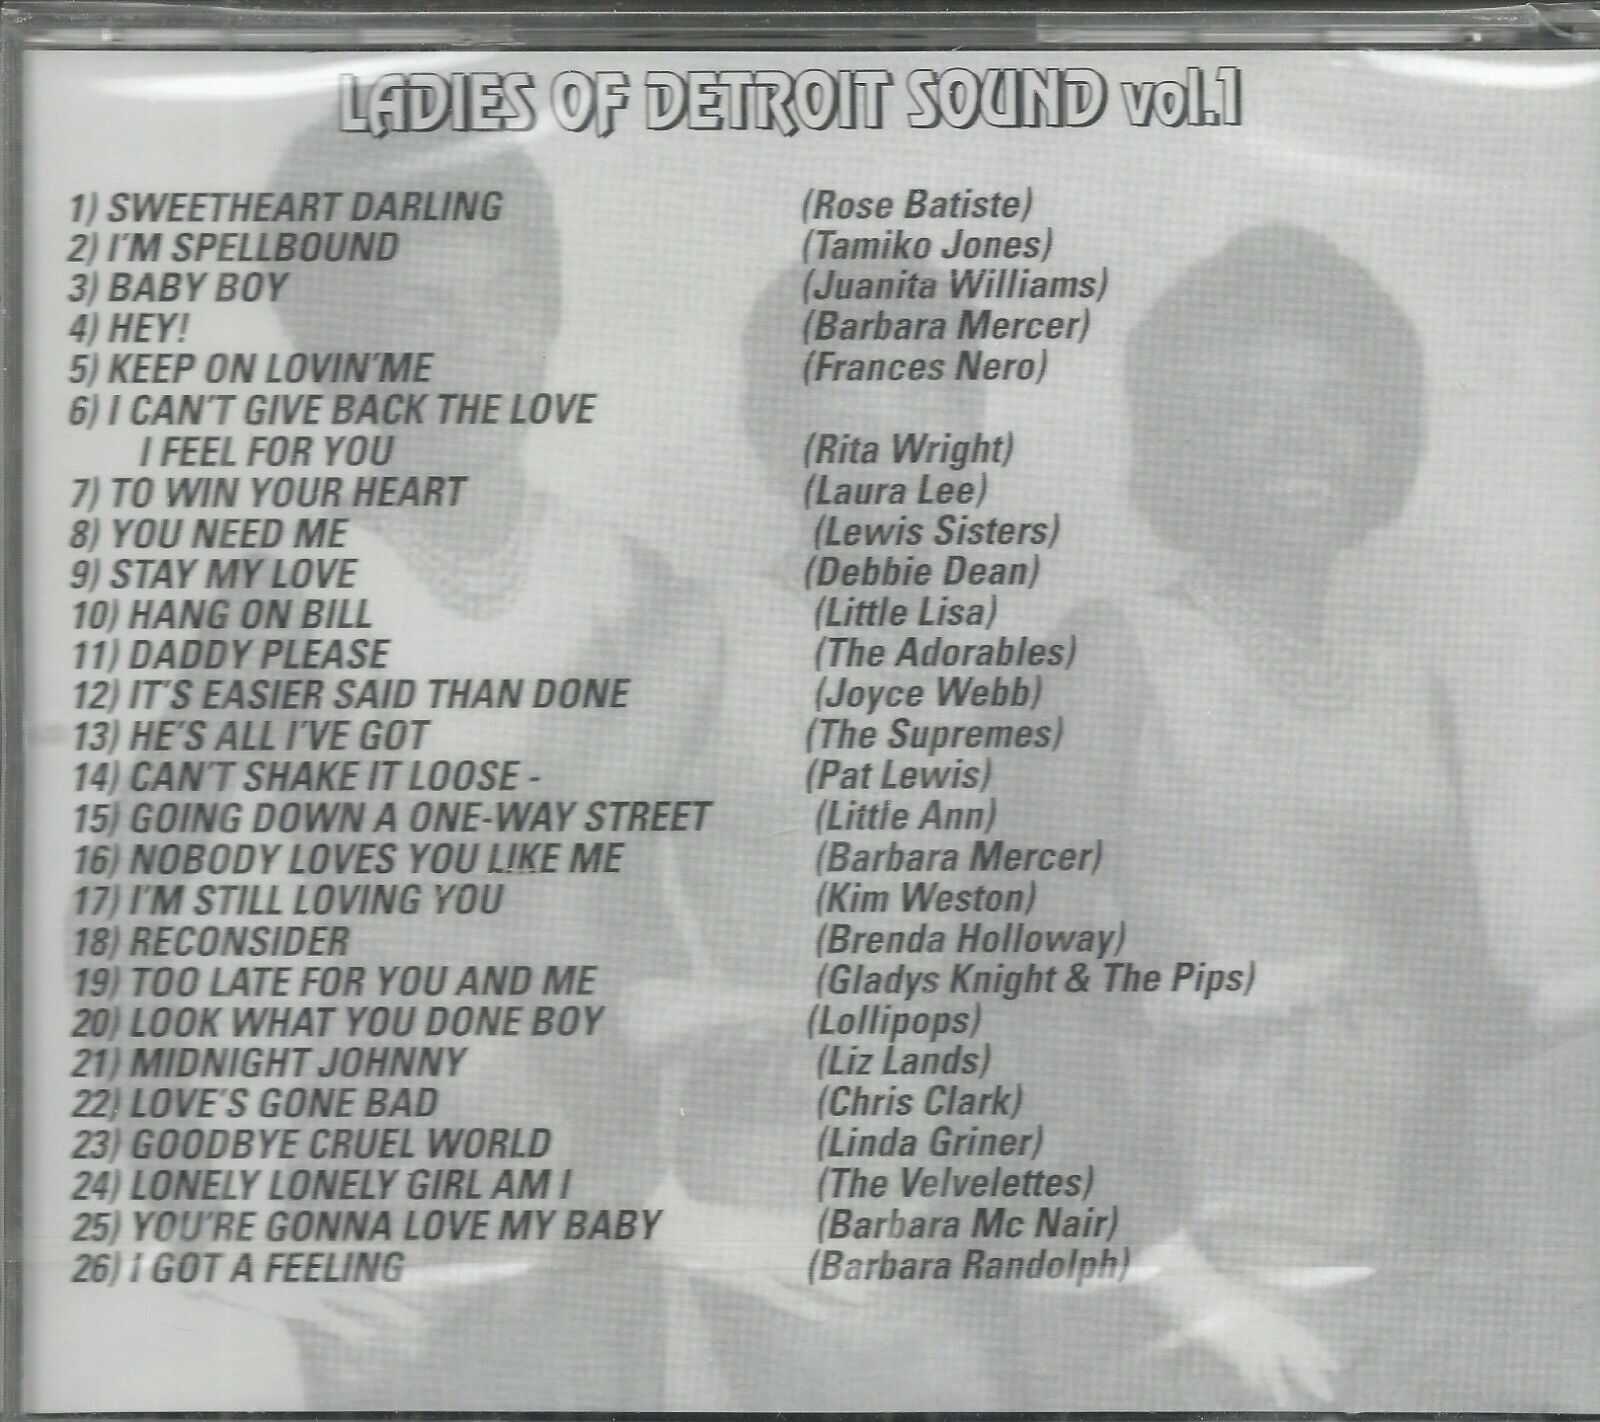 LADIES OF DETROIT SOUND vol.1
1) SWEETHEART DARLING (Rose Batiste)
2) I'M SPELLBOUND (Tamiko Jones)
3) BABY BOY (Juanita Williams)
4) HEY! (Barbara Mercer)
5) KEEP ON LOVIN'ME (Frances Nero)
6) I CAN'T GIVE BACK THE LOVE
I FEEL FOR YOU (Rita Wright)
7) TO WIN YOUR HEART (Laura Lee)
8) YOU NEED ME (Lewis Sisters)
9) STAY MY LOVE (Debbie Dean)
10) HANG ON BILL (Little Lisa)
11) DADDY PLEASE (The Adorables)
12) IT'S EASIER SAID THAN DONE (Joyce Webb)
13) HE'S ALL I'VE GOT (The Supremes)
14) CAN'T SHAKE IT LOOSE - (Pat Lewis)
15) GOING DOWN A ONE-WAY STREET (Little Ann)
16) NOBODY LOVES YOU LIKE ME (Barbara Mercer)
17) I'M STILL LOVING YOU (Kim Weston)
18) RECONSIDER (Brenda Holloway)
19) TOO LATE FOR YOU AND ME (Gladys Knight & The Pips)
20) LOOK WHAT YOU DONE BOY (Lollipops)
21) MIDNIGHT JOHNNY (Liz Lands)
22) LOVE'S GONE BAD (Chris Clark)
23) GOODBYE CRUEL WORLD (Linda Griner)
24) LONELY LONELY GIRL AM I (The Velvelettes)
25) YOU'RE GONNA LOVE MY BABY (Barbara Mc Nair)
26) I GOT A FEELING (Barbara Randolph)